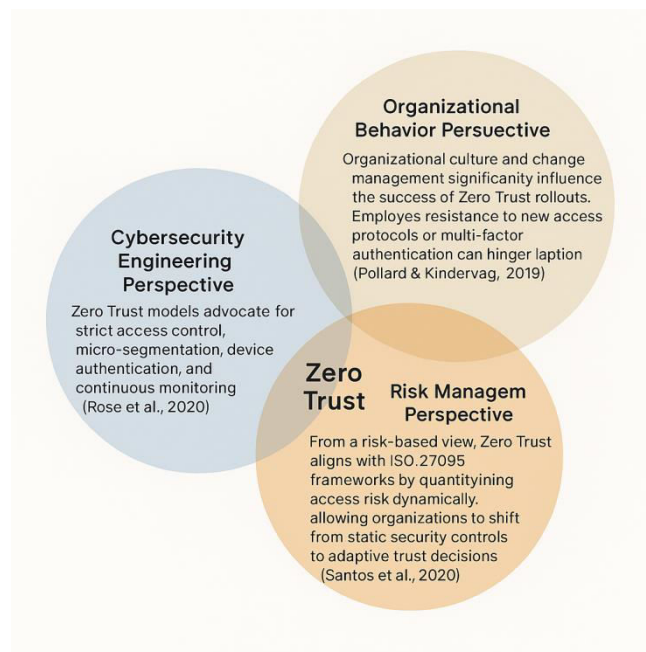 Organizational
Behavior Persuective
Organizational culture and change
management significanity influence
the success of Zero Trust rollouts.
Employes resistance to new access
protocols or multi-factor
authentication can hinger laption
(Pollard & Kindervag, 2019)
Cybersecurity
Engineering
Perspective
Zero Trust models advocate for
strict access control,
micro-segmentation, device
authentication, and
continuous monitoring
(Rose et al., 2020)
Zero
Trust
Risk Managem
Perspective
From a risk-based view, Zero Trust
aligns with ISO.27095
frameworks by quantityining
access risk dynamically.
allowing organizations to shift
from static security controls
to adaptive trust decisions
(Santos et al., 2020)